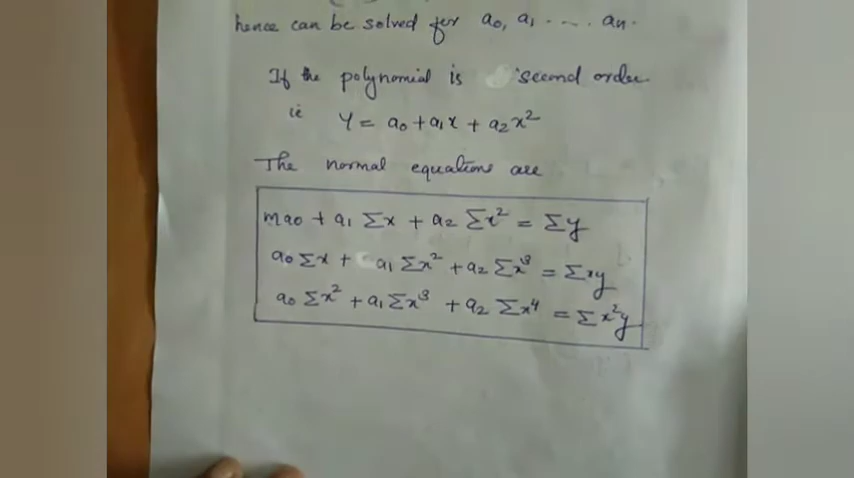 hence can be solved for a₀, a₁ .... aₙ.
If the polynomial is second order
ie Y = a₀ + a₁x + a₂x²
The normal equations are
ma₀ + a₁ Σx + a₂ Σx² = Σy
a₀ Σx + a₁ Σx² + a₂ Σx³ = Σxy
a₀ Σx² + a₁ Σx³ + a₂ Σx⁴ = Σx²y